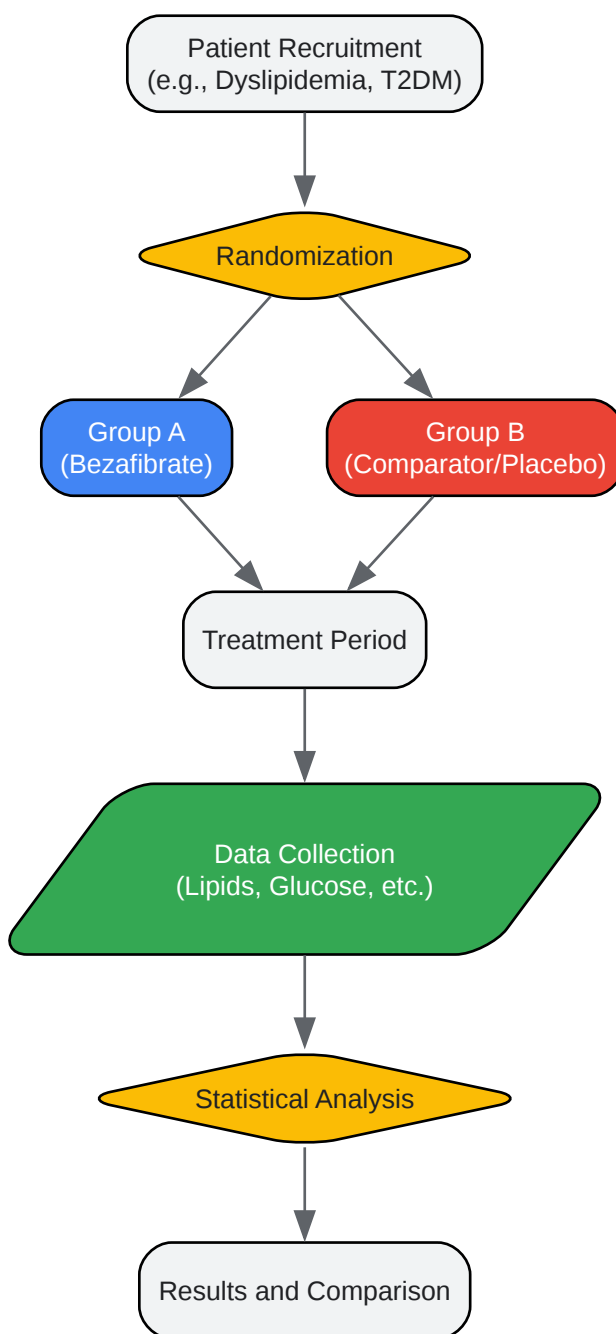 Patient Recruitment
(e.g., Dyslipidemia, T2DM)
Randomization
Group A
(Bezafibrate)
Group B
(Comparator/Placebo)
Treatment Period
Data Collection
(Lipids, Glucose, etc.)
Statistical Analysis
Results and Comparison